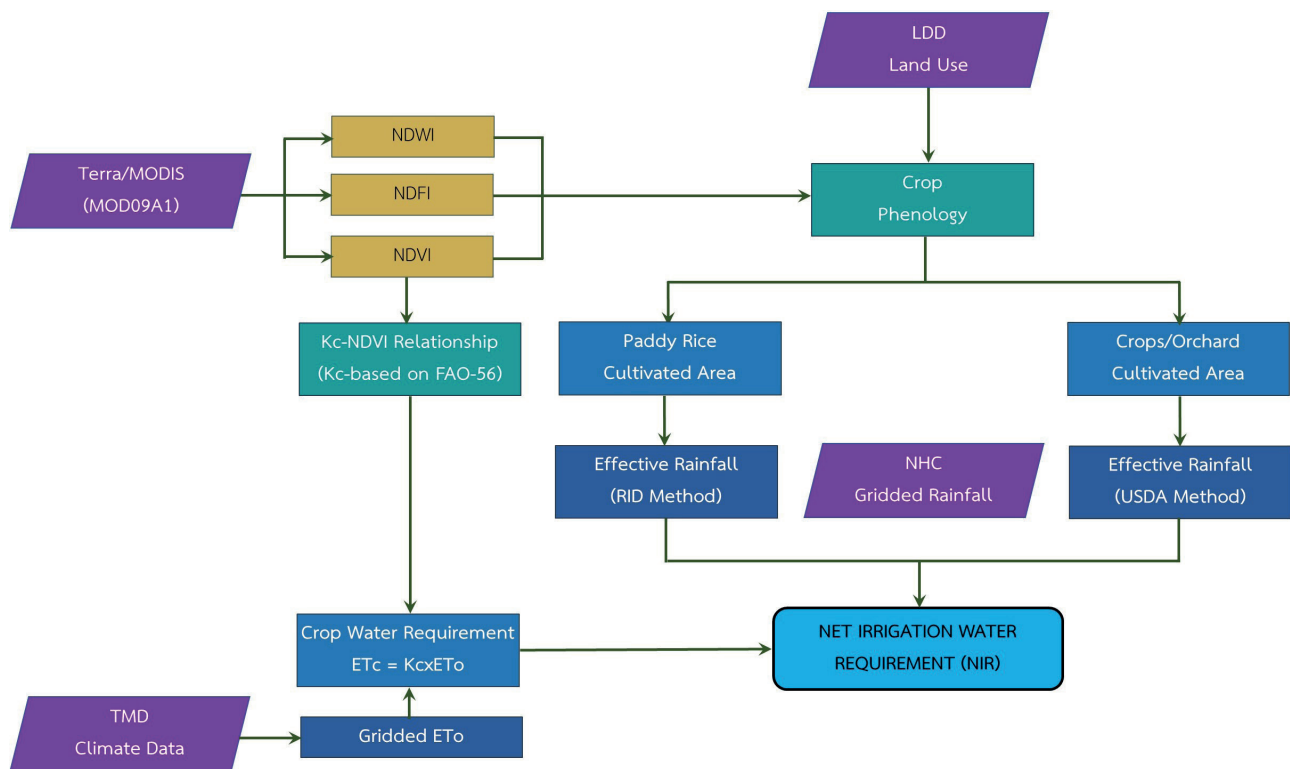 LDD
Land Use
NDWI
Terra/MODIS
(MOD09A1)
NDFI
Crop
Phenology
NDVI
Kc-NDVI Relationship
(Kc-based on FAO-56)
Paddy Rice
Cultivated Area
Crops/Orchard
Cultivated Area
Effective Rainfall
(RID Method)
NHC
Gridded Rainfall
Effective Rainfall
(USDA Method)
Crop Water Requirement
ETc = KcxETo
NET IRRIGATION WATER
REQUIREMENT (NIR)
TMD
Climate Data
Gridded ETo